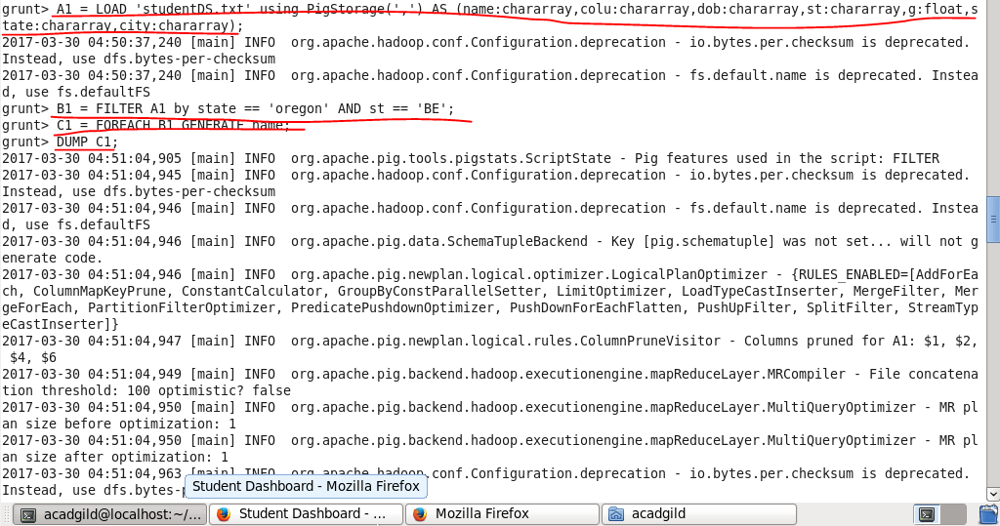 grunt> A1 = LOAD 'studentDS.txt' using PigStorage(',') AS (name:chararray,colu:chararray,dob:chararray,st:chararray,g:float,s
tate:chararray,city:chararray);
2017-03-30 04:50:37,240 [main] INFO  org.apache.hadoop.conf.Configuration.deprecation - io.bytes.per.checksum is deprecated.
Instead, use dfs.bytes-per-checksum
2017-03-30 04:50:37,240 [main] INFO  org.apache.hadoop.conf.Configuration.deprecation - fs.default.name is deprecated. Instea
d, use fs.defaultFS
grunt> B1 = FILTER A1 by state == 'oregon' AND st == 'BE';
grunt> C1 = FOREACH B1 GENERATE name;
grunt> DUMP C1;
2017-03-30 04:51:04,905 [main] INFO  org.apache.pig.tools.pigstats.ScriptState - Pig features used in the script: FILTER
2017-03-30 04:51:04,945 [main] INFO  org.apache.hadoop.conf.Configuration.deprecation - io.bytes.per.checksum is deprecated.
Instead, use dfs.bytes-per-checksum
2017-03-30 04:51:04,946 [main] INFO  org.apache.hadoop.conf.Configuration.deprecation - fs.default.name is deprecated. Instea
d, use fs.defaultFS
2017-03-30 04:51:04,946 [main] INFO  org.apache.pig.data.SchemaTupleBackend - Key [pig.schematuple] was not set... will not g
enerate code.
2017-03-30 04:51:04,946 [main] INFO  org.apache.pig.newplan.logical.optimizer.LogicalPlanOptimizer - {RULES_ENABLED=[AddForEa
ch, ColumnMapKeyPrune, ConstantCalculator, GroupByConstParallelSetter, LimitOptimizer, LoadTypeCastInserter, MergeFilter, Mer
geForEach, PartitionFilterOptimizer, PredicatePushdownOptimizer, PushDownForEachFlatten, PushUpFilter, SplitFilter, StreamTyp
eCastInserter]}
2017-03-30 04:51:04,947 [main] INFO  org.apache.pig.newplan.logical.rules.ColumnPruneVisitor - Columns pruned for A1: $1, $2,
 $4, $6
2017-03-30 04:51:04,949 [main] INFO  org.apache.pig.backend.hadoop.executionengine.mapReduceLayer.MRCompiler - File concatena
tion threshold: 100 optimistic? false
2017-03-30 04:51:04,950 [main] INFO  org.apache.pig.backend.hadoop.executionengine.mapReduceLayer.MultiQueryOptimizer - MR pl
an size before optimization: 1
2017-03-30 04:51:04,950 [main] INFO  org.apache.pig.backend.hadoop.executionengine.mapReduceLayer.MultiQueryOptimizer - MR pl
an size after optimization: 1
2017-03-30 04:51:04,963 [main] INFO  org.apache.hadoop.conf.Configuration.deprecation - io.bytes.per.checksum is deprecated.
Instead, use dfs.bytes-
Student Dashboard - Mozilla Firefox
acadgild@localhost:~/...
Student Dashboard - ...
Mozilla Firefox
acadgild